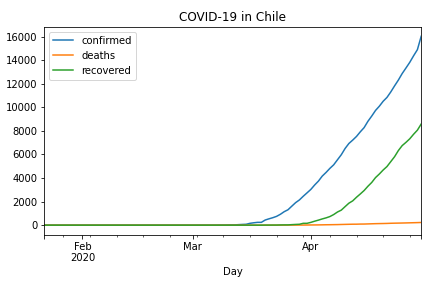 COVID-19 in Chile
confirmed
deaths
recovered
16000
14000
12000
10000
8000
6000
4000
2000
0
Feb
2020
Mar
Apr
Day